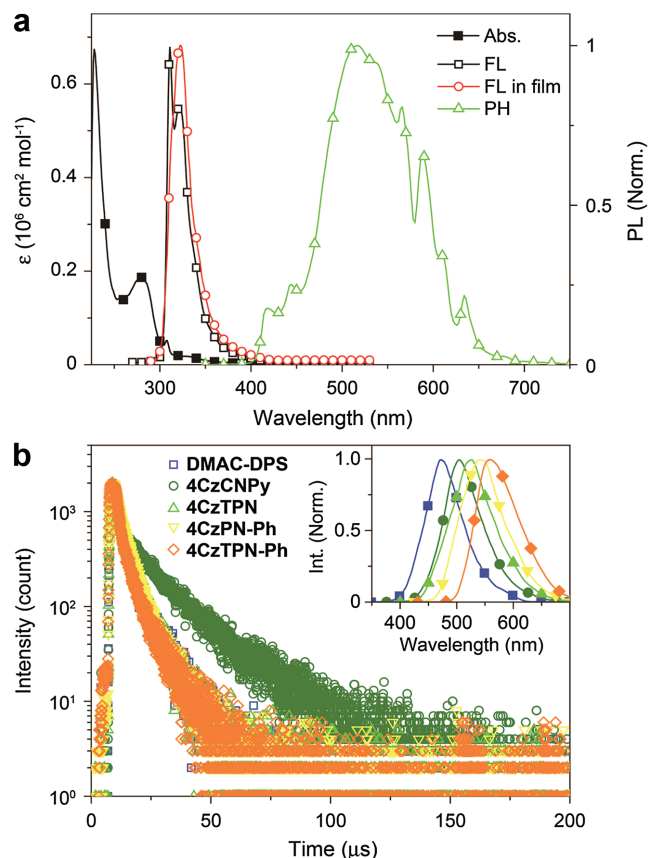 a
Abs.
FL
FL in film
PH
0.6
0.4
0.2
0
1
0.5
0
ε (10⁶ cm² mol⁻¹)
PL (Norm.)
300 400 500 600 700
Wavelength (nm)
b
DMAC-DPS
4CzCNPy
4CzTPN
4CzPN-Ph
4CzTPN-Ph
10³
10²
10¹
10⁰
Intensity (count)
1.0
0.5
0
Int. (Norm.)
400 500 600
Wavelength (nm)
0 50 100 150 200
Time (µs)